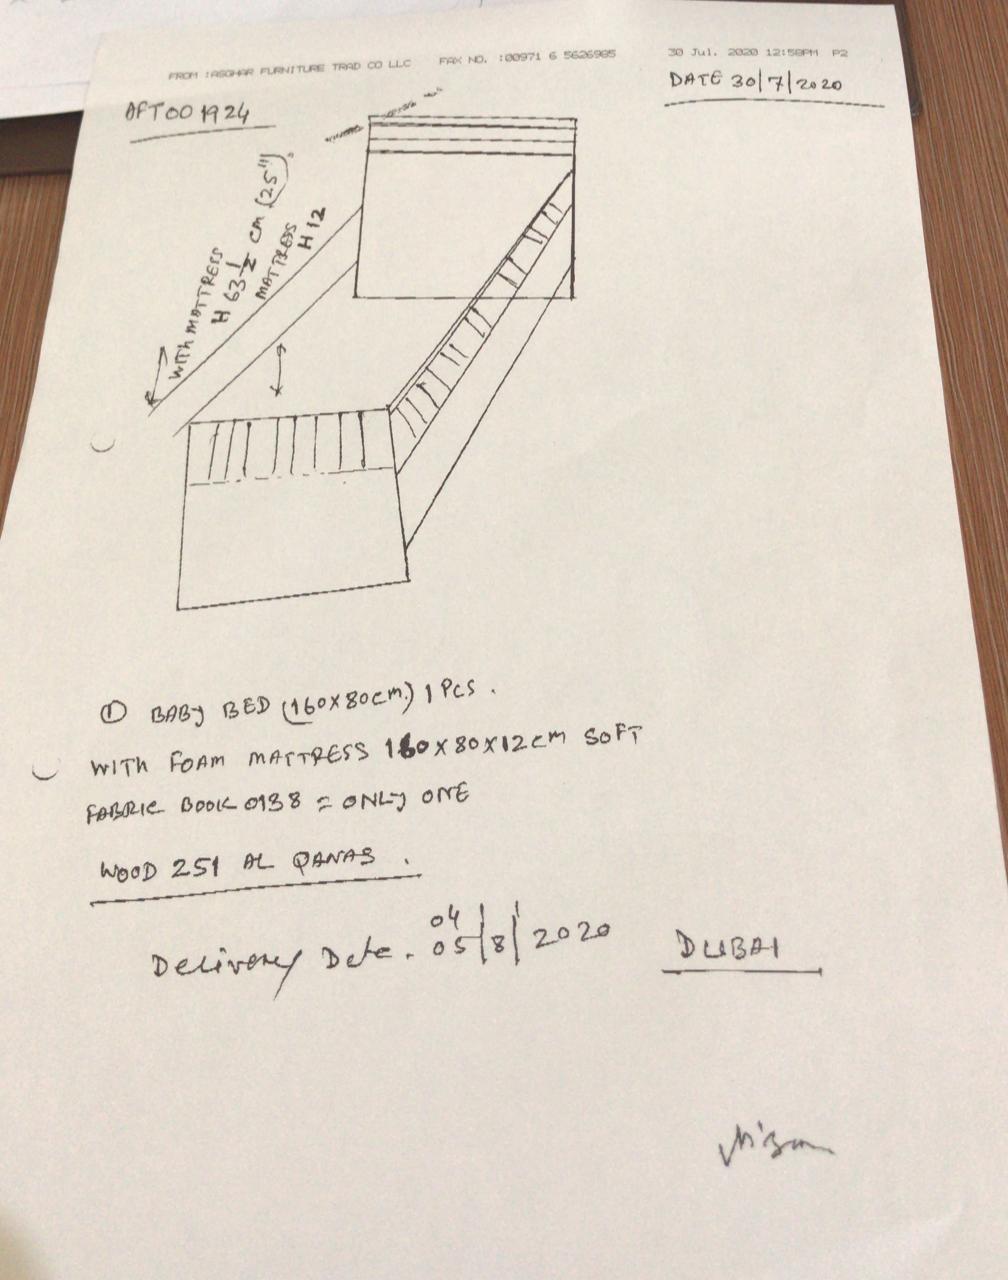 FROM :ASGHAR FURNITURE TRAD CO LLC FAX NO. :00971 6 5626985 30 Jul. 2020 12:58PM P2
DATE 30/7/2020
AFT001924
WITH MATTRESS
H 63 1/2 CM (25")
MATTRESS
H 12
① BABY BED (160X80cm) 1 PCS.
WITH FOAM MATTRESS 160X80X12cm SOFT
FABRIC BOOK 0138 = ONLY ONE
WOOD 251 AL QANAS.
04
Delivery Date. 05/8/2020 DUBAI